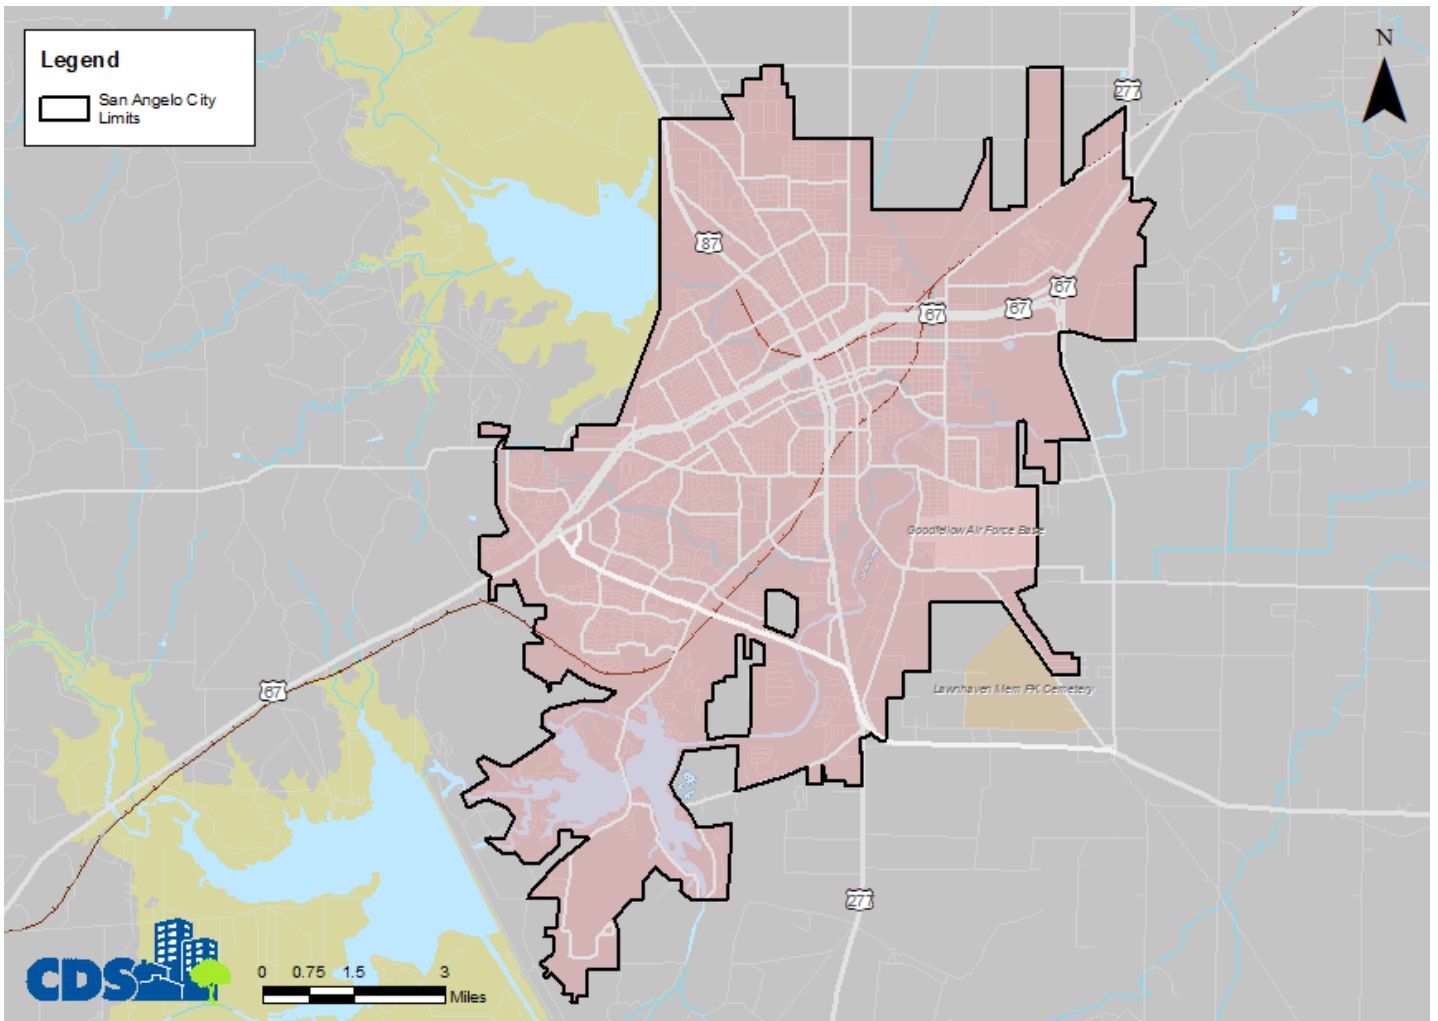 Legend
San Angelo City
Limits
N
277
87
67
67
67
Goodfellow Air Force Base
Lawnhaven Mem PK Cemetery
67
277
CDS
0 0.75 1.5 3
Miles